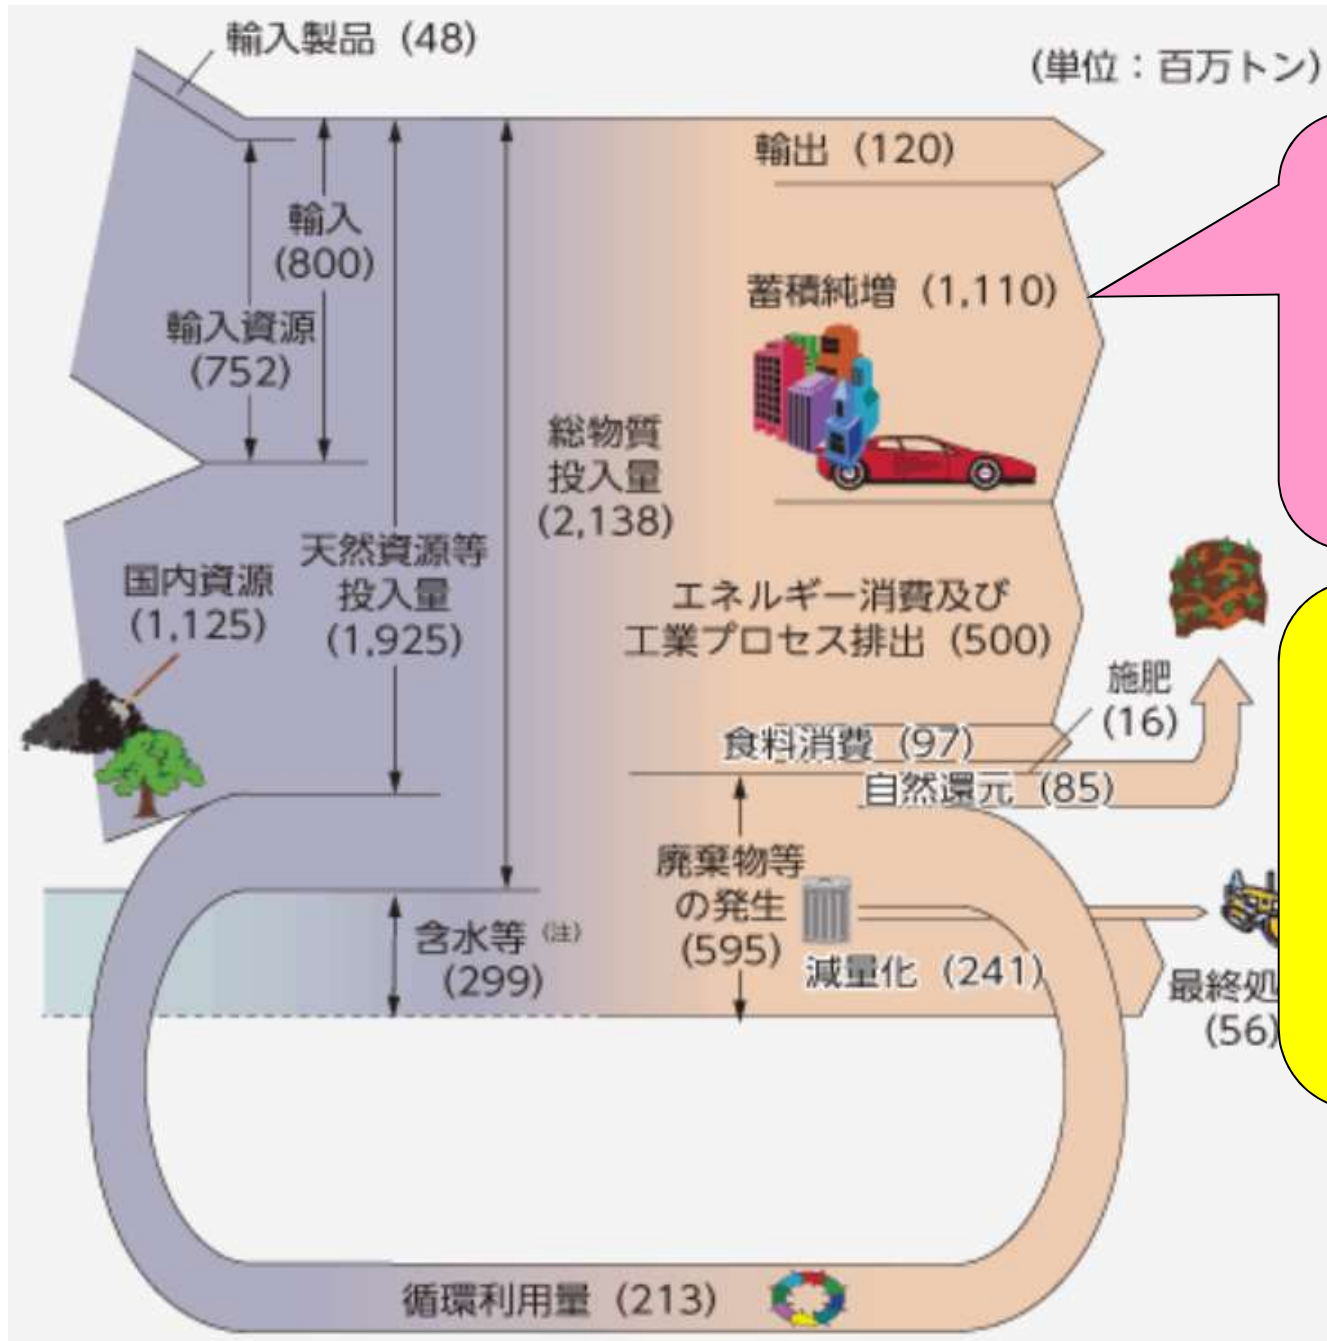 輸入製品 (48)
(単位:百万トン)
輸出 (120)
輸入
(800)
蓄積純増 (1,110)
輸入資源
(752)
総物質
投入量
(2,138)
天然資源等
投入量
(1,925)
国内資源
(1,125)
エネルギー消費及び
工業プロセス排出 (500)
施肥
(16)
食料消費 (97)
自然還元 (85)
廃棄物等
の発生
(595)
含水等 (注)
(299)
減量化 (241)
最終処
(56)
循環利用量 (213)